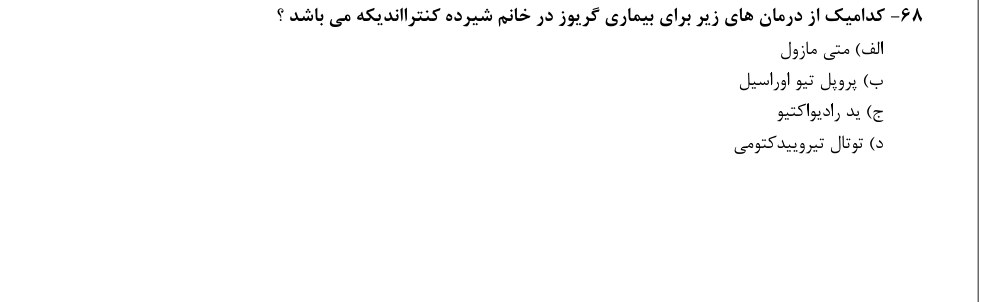 ۶۸- کدامیک از درمان های زیر برای بیماری گریوز در خانم شیرده کنترااندیکه می باشد ؟
الف) متی مازول
ب) پروپل تیو اوراسیل
ج) ید رادیواکتیو
د) توتال تیروییدکتومی